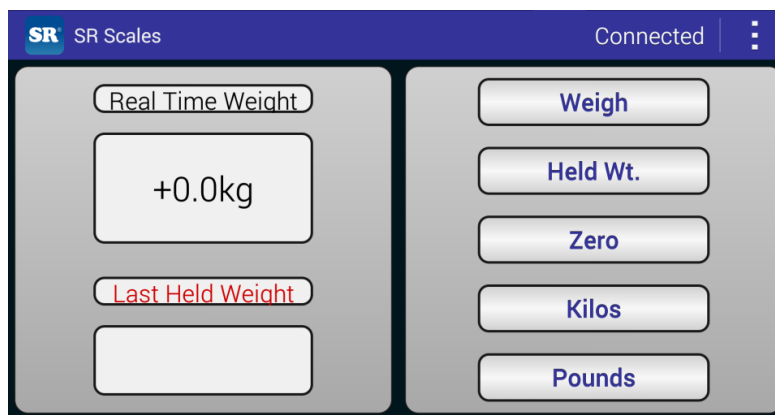 SR SR Scales Connected
Real Time Weight
+0.0kg
Last Held Weight
Weigh
Held Wt.
Zero
Kilos
Pounds